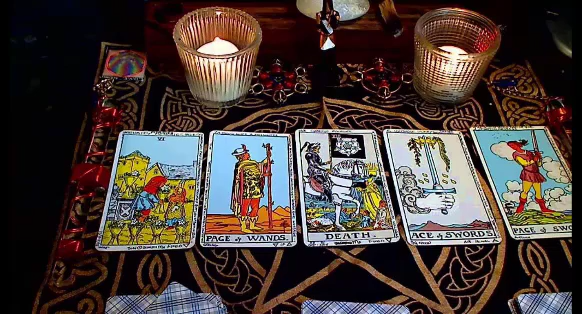 VI
PAGE of WANDS.
DEATH.
ACE of SWORDS.
PAGE of SWO